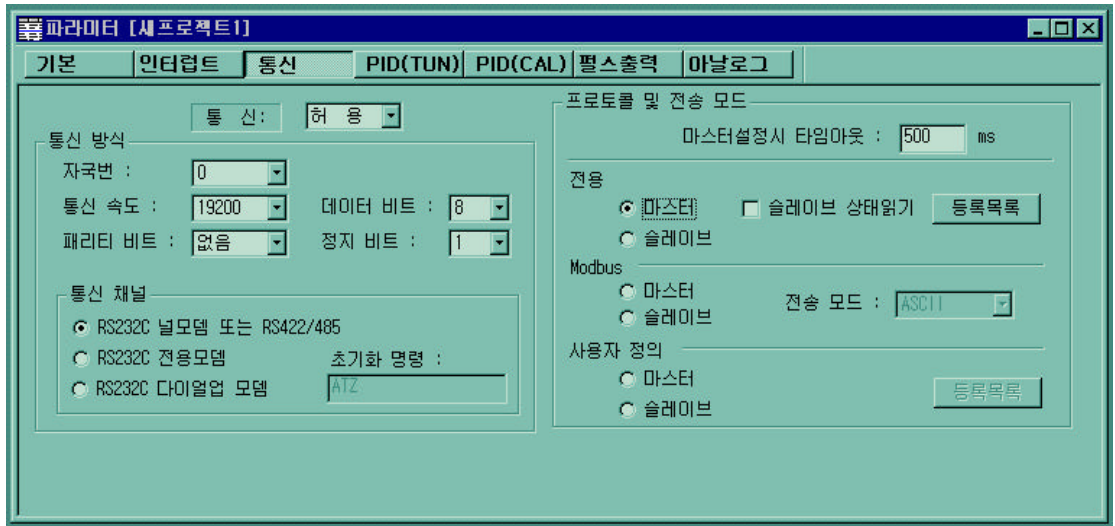 파라미터 [새프로젝트1]
기본 인터럽트 통신 PID(TUN) PID(CAL) 펄스출력 아날로그
통 신: 허 용
통신 방식
자국번 : 0
통신 속도 : 19200 데이터 비트 : 8
패리티 비트 : 없음 정지 비트 : 1
통신 채널
RS232C 널모뎀 또는 RS422/485
RS232C 전용모뎀 초기화 명령 :
RS232C 다이얼업 모뎀 ATZ
프로토콜 및 전송 모드
마스터설정시 타임아웃 : 500 ms
전용
마스터 슬레이브 상태읽기 등록목록
슬레이브
Modbus
마스터 전송 모드 : ASCII
슬레이브
사용자 정의
마스터 등록목록
슬레이브